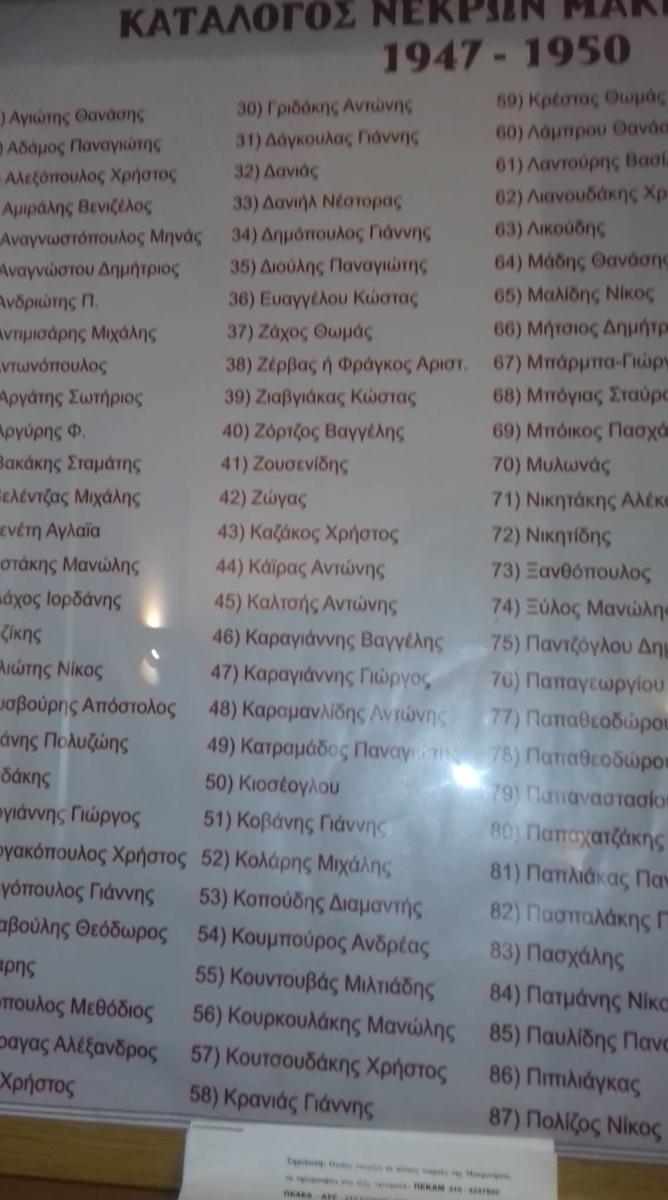 ΚΑΤΑΛΟΓΟΣ ΝΕΚΡΩΝ
1947 - 1950
) Αγιώτης Θανάσης
) Αδάμος Παναγιώτης
Αλεξόπουλος Χρήστος
Αμιράλης Βενιζέλος
Αναγνωστόπουλος Μηνάς
Αναγνώστου Δημήτριος
Ανδριώτης Π.
Αντιμισάρης Μιχάλης
Αντωνόπουλος
Αργάτης Σωτήριος
Αργύρης Φ.
Βακάκης Σταμάτης
Βελέντζας Μιχάλης
Αγλαΐα
Μανώλης
Ιορδάνης
Νίκος
Απόστολος
Πολυζώης
Γιώργος
Χρήστος
Γιάννης
Θεόδωρος
Μεθόδιος
Αλέξανδρος
Χρήστος
30) Γριδάκης Αντώνης
31) Δάγκουλας Γιάννης
32) Δανιάς
33) Δανιήλ Νέστορας
34) Δημόπουλος Γιάννης
35) Διούλης Παναγιώτης
36) Ευαγγέλου Κώστας
37) Ζάχος Θωμάς
38) Ζέρβας ή Φράγκος Αριστ.
39) Ζιαβγιάκας Κώστας
40) Ζόρτζος Βαγγέλης
41) Ζουσενίδης
42) Ζώγας
43) Καζάκος Χρήστος
44) Κάϊρας Αντώνης
45) Καλτσής Αντώνης
46) Καραγιάννης Βαγγέλης
47) Καραγιάννης Γιώργος
48) Καραμανλίδης Αντώνης
49) Κατραμάδος Παναγιώτης
50) Κιοσέογλου
51) Κοβάνης Γιάννης
52) Κολάρης Μιχάλης
53) Κοπούδης Διαμαντής
54) Κουμπούρος Ανδρέας
55) Κουντουβάς Μιλτιάδης
56) Κουρκουλάκης Μανώλης
57) Κουτσουδάκης Χρήστος
58) Κρανιάς Γιάννης
59) Κρέστας Θωμάς
60) Λάμπρου
61) Λαντούρης
62) Λιανουδάκης
63) Λικούδης
64) Μάδης Θανάσης
65) Μαλίδης Νίκος
66) Μήτσιος
67)
68) Μπόγιας
69) Μπόικος
70) Μυλωνάς
71) Νικητάκης
72) Νικητίδης
73) Ξανθόπουλος
74) Ξύλος Μανώλης
75) Παντζόγλου
76) Παπαγεωργίου
77)
78)
79)
80) Παπαχατζάκης
81) Παπλιάκας
82) Πασπαλάκης
83) Πασχάλης
84) Πατμάνης
85) Παυλίδης
86) Πιπιλιάγκας
87) Πολίζος Νίκος